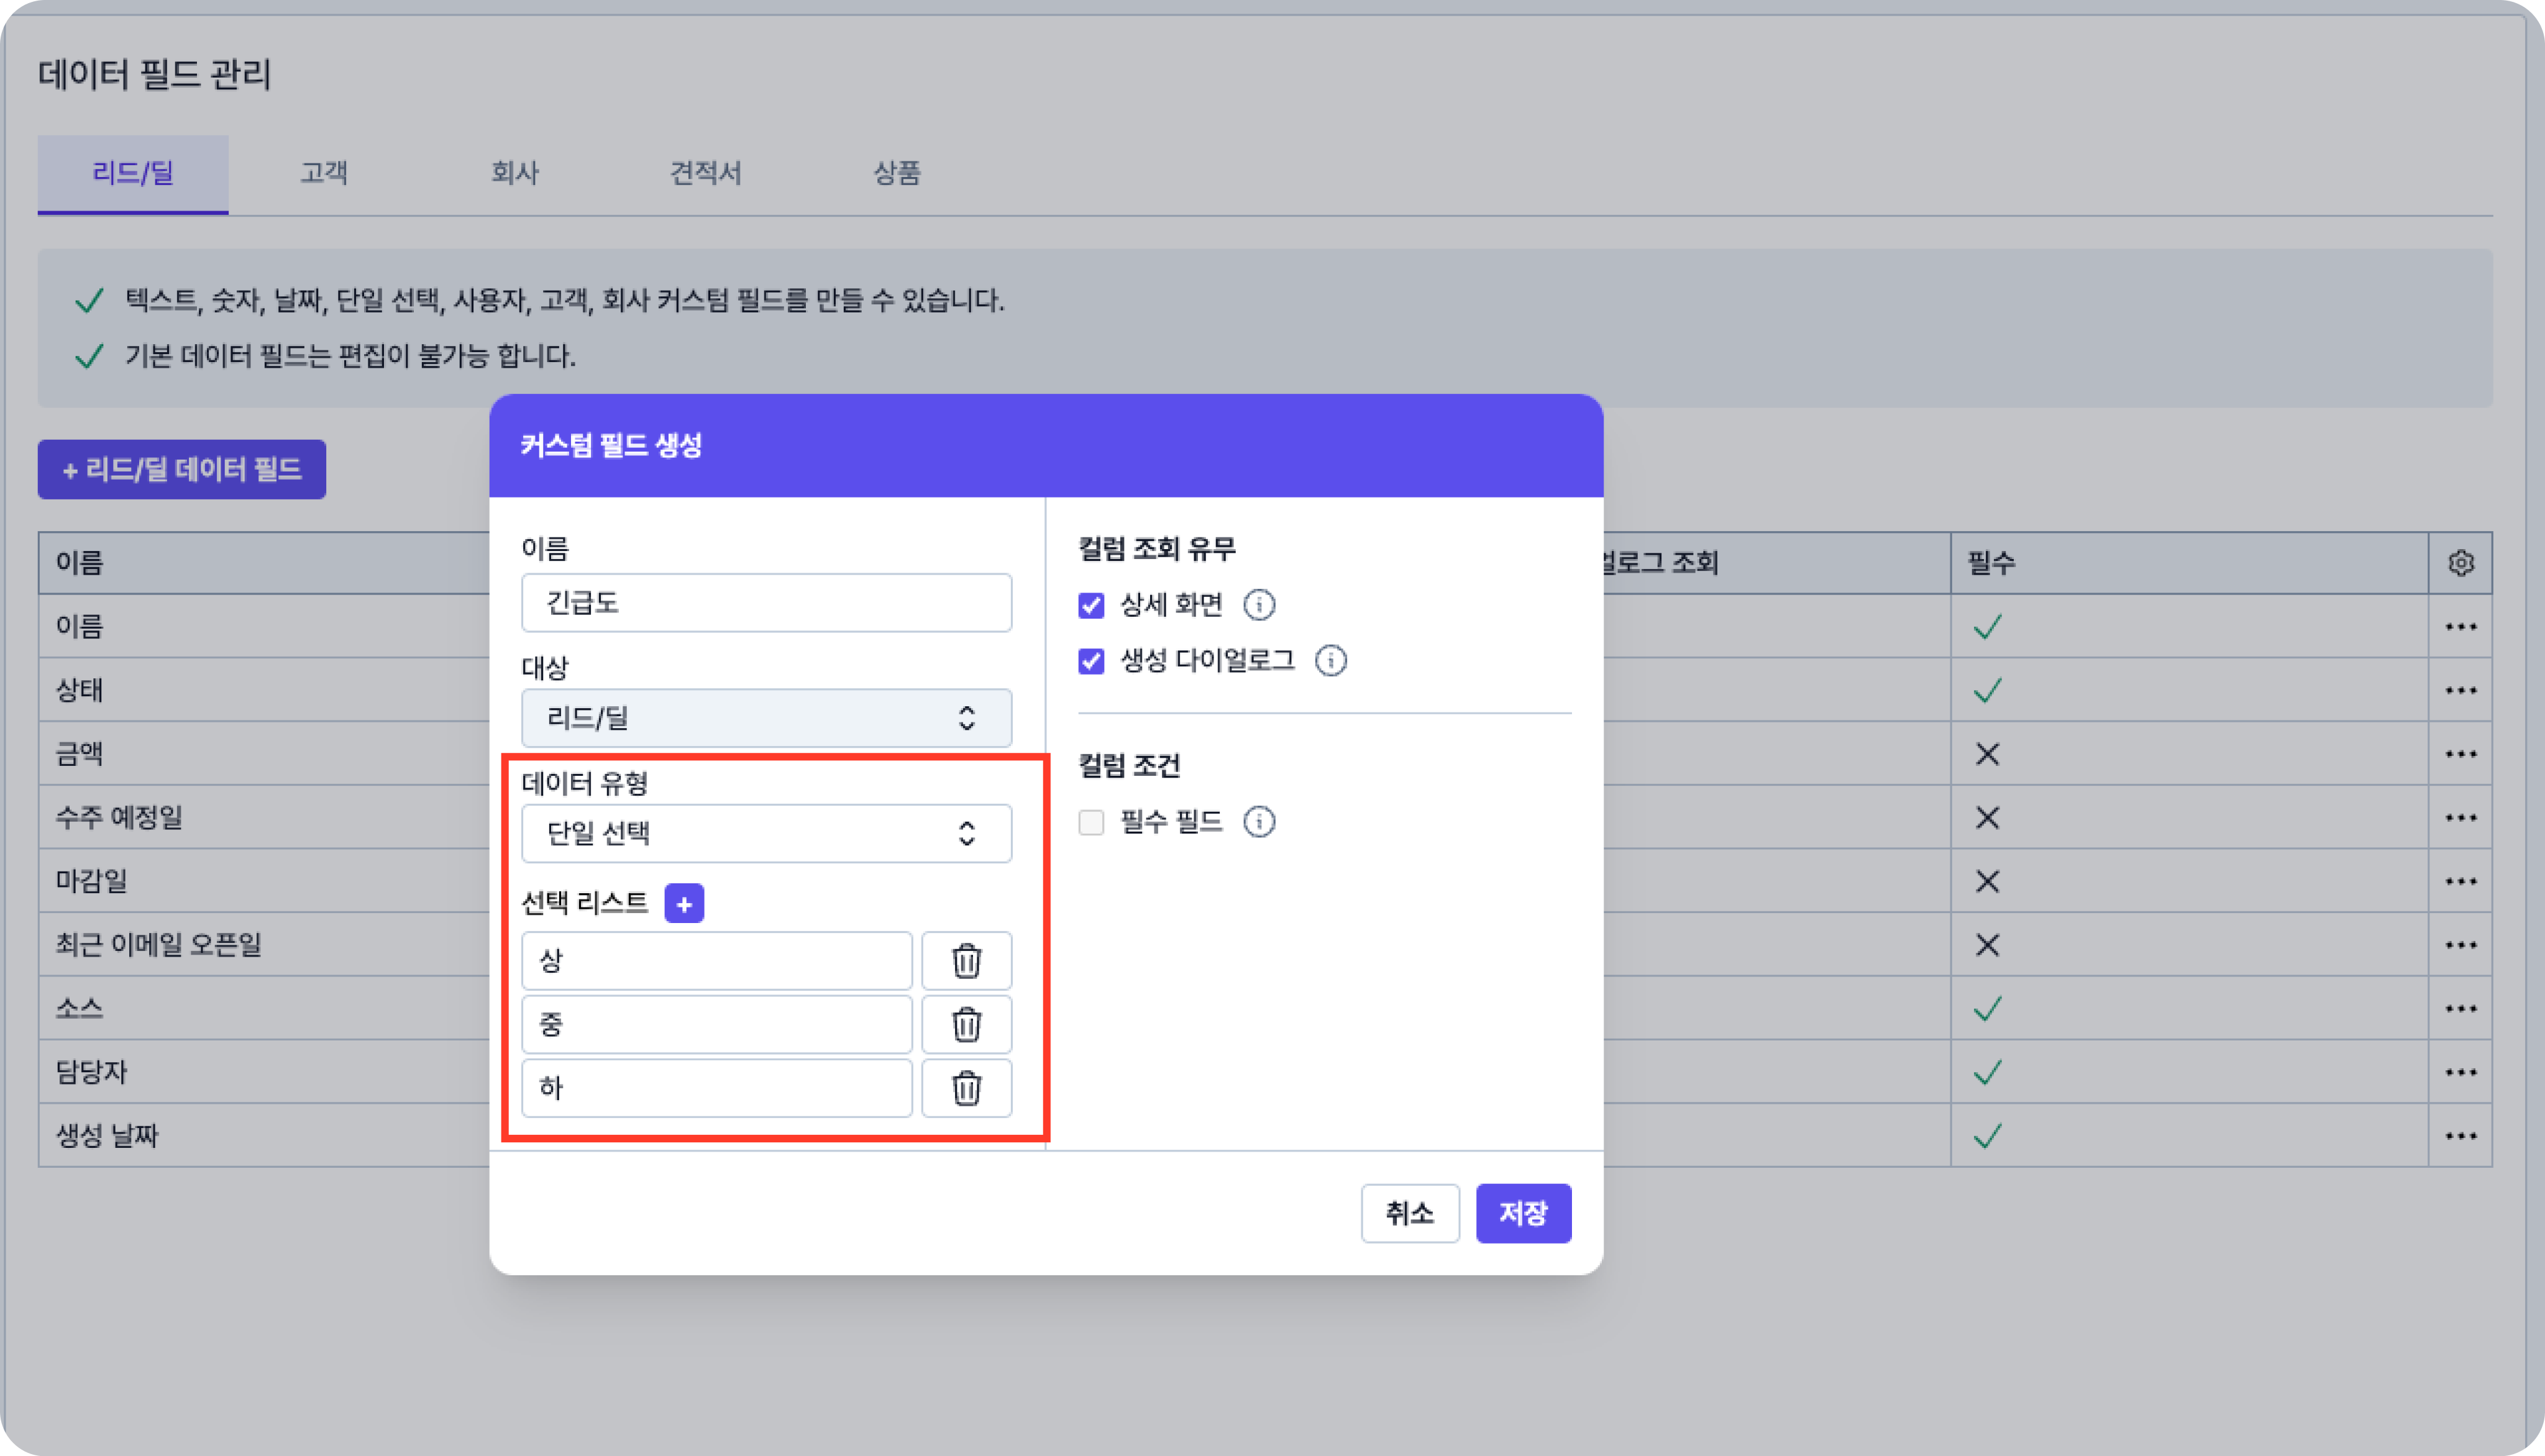 데이터 필드 관리
리드/딜 고객 회사 견적서 상품
텍스트, 숫자, 날짜, 단일 선택, 사용자, 고객, 회사 커스텀 필드를 만들 수 있습니다.
기본 데이터 필드는 편집이 불가능 합니다.
+ 리드/딜 데이터 필드
이름 얼로그 조회 필수
이름
상태
금액
수주 예정일
마감일
최근 이메일 오픈일
소스
담당자
생성 날짜
커스텀 필드 생성
이름
긴급도
대상
리드/딜
데이터 유형
단일 선택
선택 리스트 +
상
중
하
컬럼 조회 유무
상세 화면
생성 다이얼로그
컬럼 조건
필수 필드
취소 저장